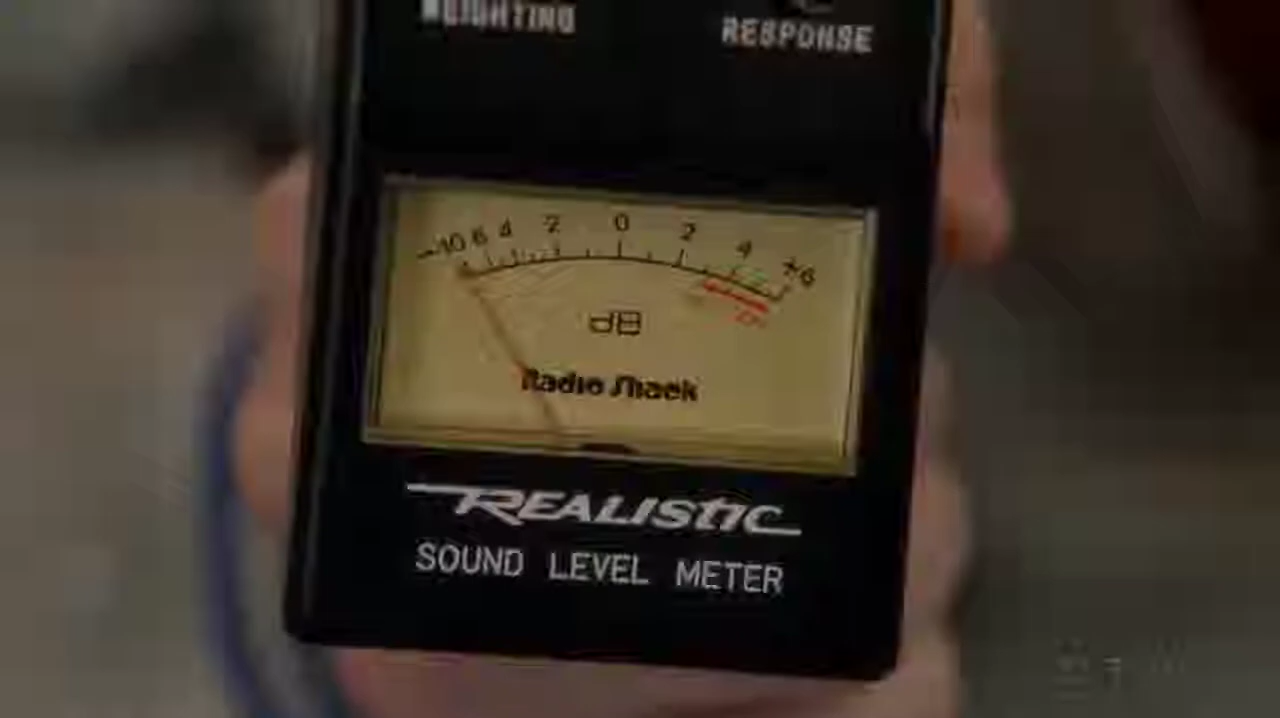 WEIGHTING RESPONSE
-10 6 4 2 0 2 4 +6
dB
Radio Shack
REALISTIC
SOUND LEVEL METER